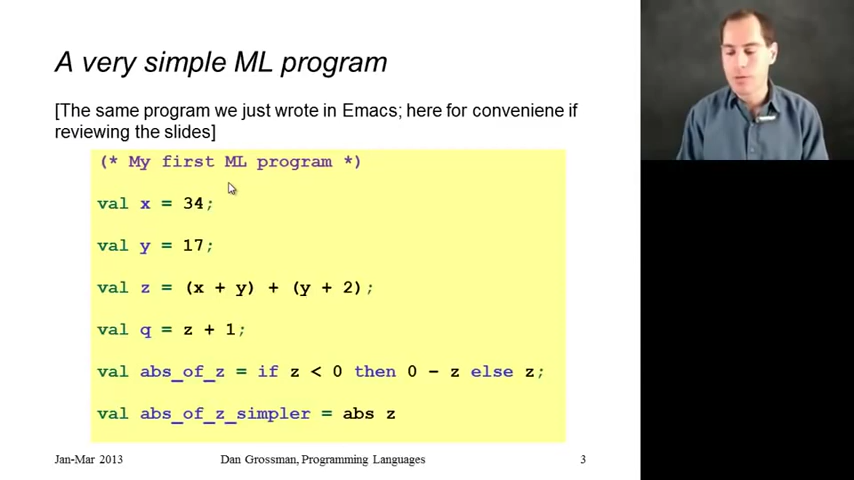 A very simple ML program
[The same program we just wrote in Emacs; here for conveniene if
reviewing the slides]
(* My first ML program *)
val x = 34;
val y = 17;
val z = (x + y) + (y + 2);
val q = z + 1;
val abs_of_z = if z < 0 then 0 - z else z;
val abs_of_z_simpler = abs z
Jan-Mar 2013
Dan Grossman, Programming Languages
3